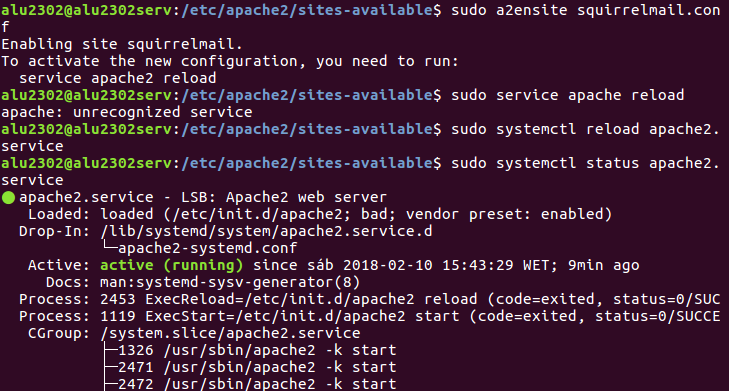 alu2302@alu2302serv:/etc/apache2/sites-available$ sudo a2ensite squirrelmail.con
f
Enabling site squirrelmail.
To activate the new configuration, you need to run:
  service apache2 reload
alu2302@alu2302serv:/etc/apache2/sites-available$ sudo service apache reload
apache: unrecognized service
alu2302@alu2302serv:/etc/apache2/sites-available$ sudo systemctl reload apache2.
service
alu2302@alu2302serv:/etc/apache2/sites-available$ sudo systemctl status apache2.
service
● apache2.service - LSB: Apache2 web server
   Loaded: loaded (/etc/init.d/apache2; bad; vendor preset: enabled)
  Drop-In: /lib/systemd/system/apache2.service.d
           └─apache2-systemd.conf
   Active: active (running) since sáb 2018-02-10 15:43:29 WET; 9min ago
     Docs: man:systemd-sysv-generator(8)
  Process: 2453 ExecReload=/etc/init.d/apache2 reload (code=exited, status=0/SUC
  Process: 1119 ExecStart=/etc/init.d/apache2 start (code=exited, status=0/SUCCE
   CGroup: /system.slice/apache2.service
           ├─1326 /usr/sbin/apache2 -k start
           ├─2471 /usr/sbin/apache2 -k start
           ├─2472 /usr/sbin/apache2 -k start